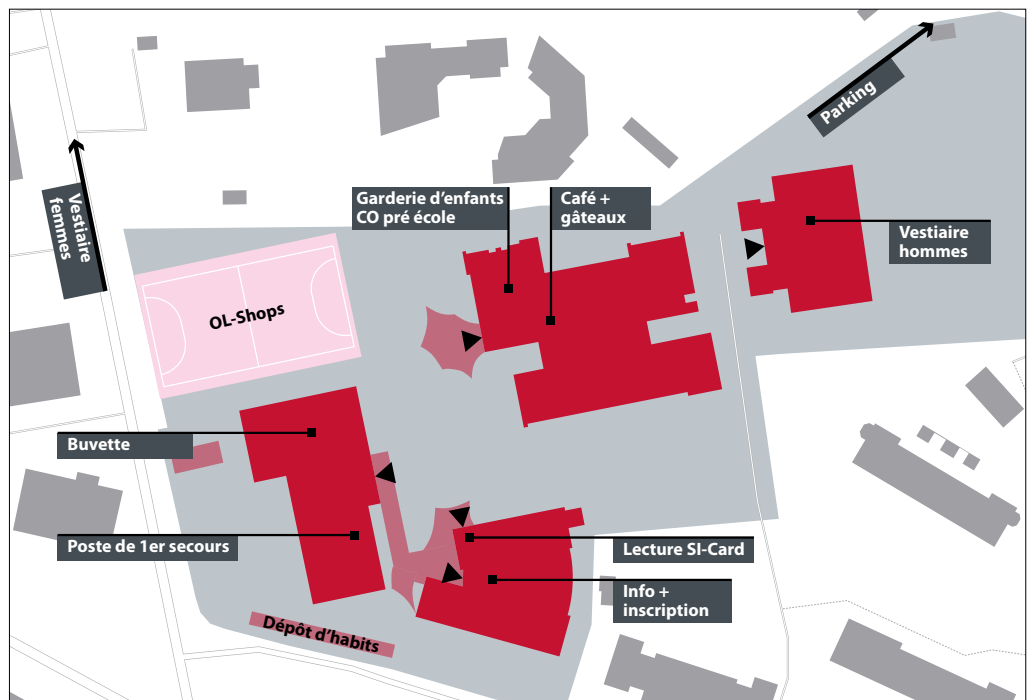 Parking
Vestiaire
femmes
Garderie d'enfants
CO pré école
Café +
gâteaux
Vestiaire
hommes
OL-Shops
Buvette
Poste de 1er secours
Lecture SI-Card
Info +
inscription
Dépôt d'habits